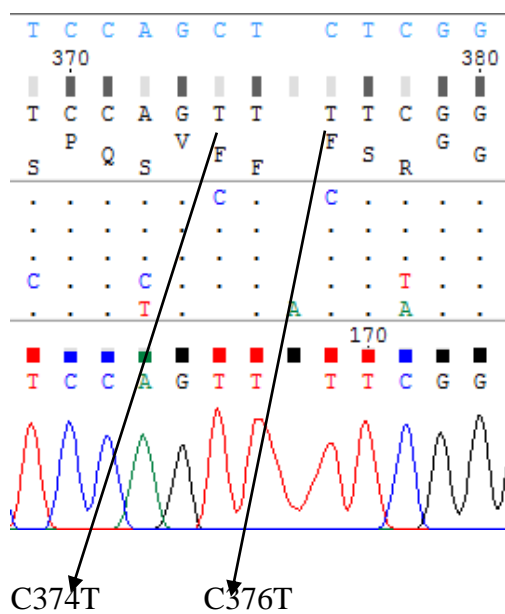 T C C A G C T C T C G G
370 380
T C C A G T T T T C G G
P V F G
Q F S G
S S F R
. . . . . C . C . . . .
. . . . . . . . . . . .
. . . . . . . . . . . .
C . . C . . . . . T . .
. . . T . . . A . . A . .
170
T C C A G T T T T C G G
C374T C376T